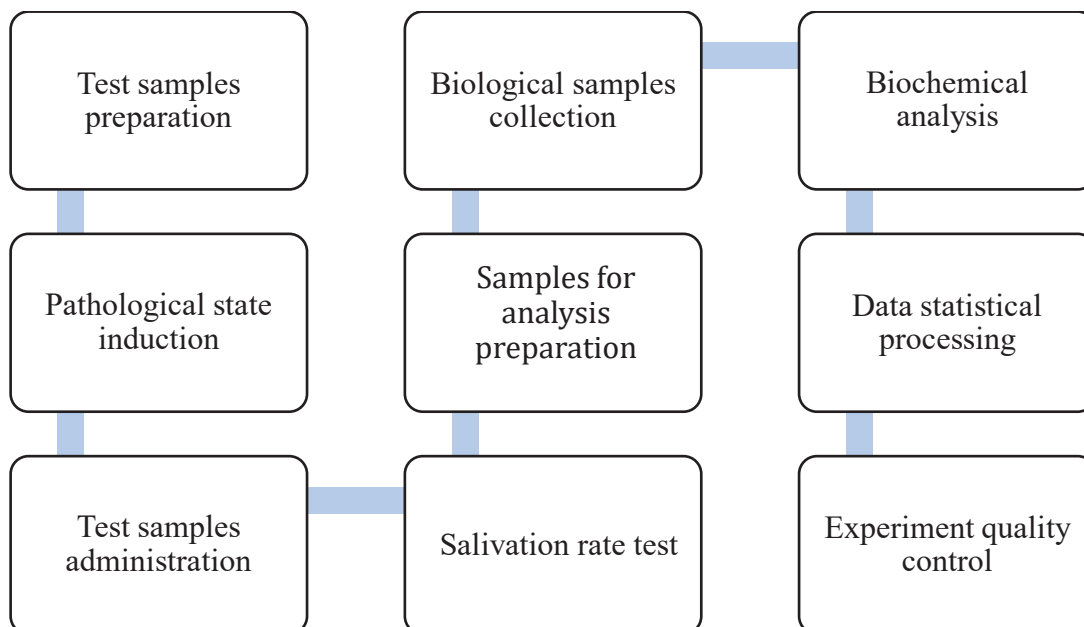 Test samples
preparation
Pathological state
induction
Test samples
administration
Salivation rate test
Samples for
analysis
preparation
Biological samples
collection
Biochemical
analysis
Data statistical
processing
Experiment quality
control